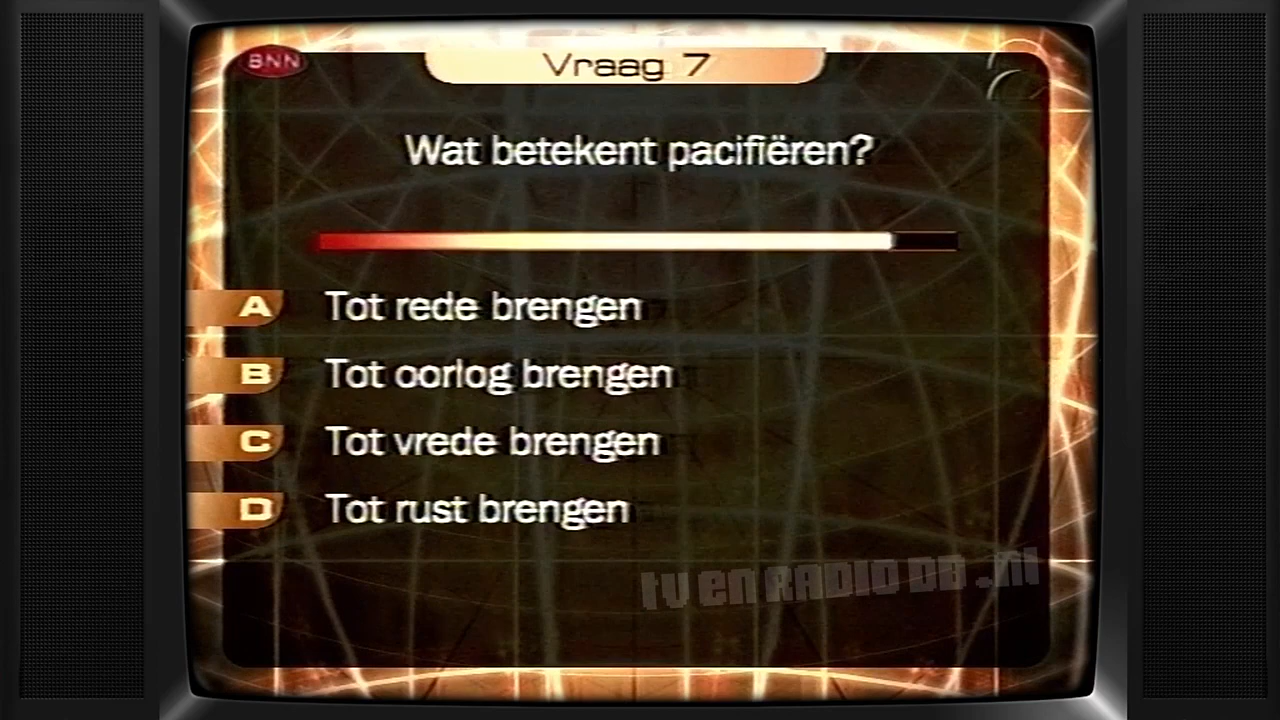 BNN
Vraag 7
Wat betekent pacifiëren?
A Tot rede brengen
B Tot oorlog brengen
C Tot vrede brengen
D Tot rust brengen
tv en RADIO DB .nl